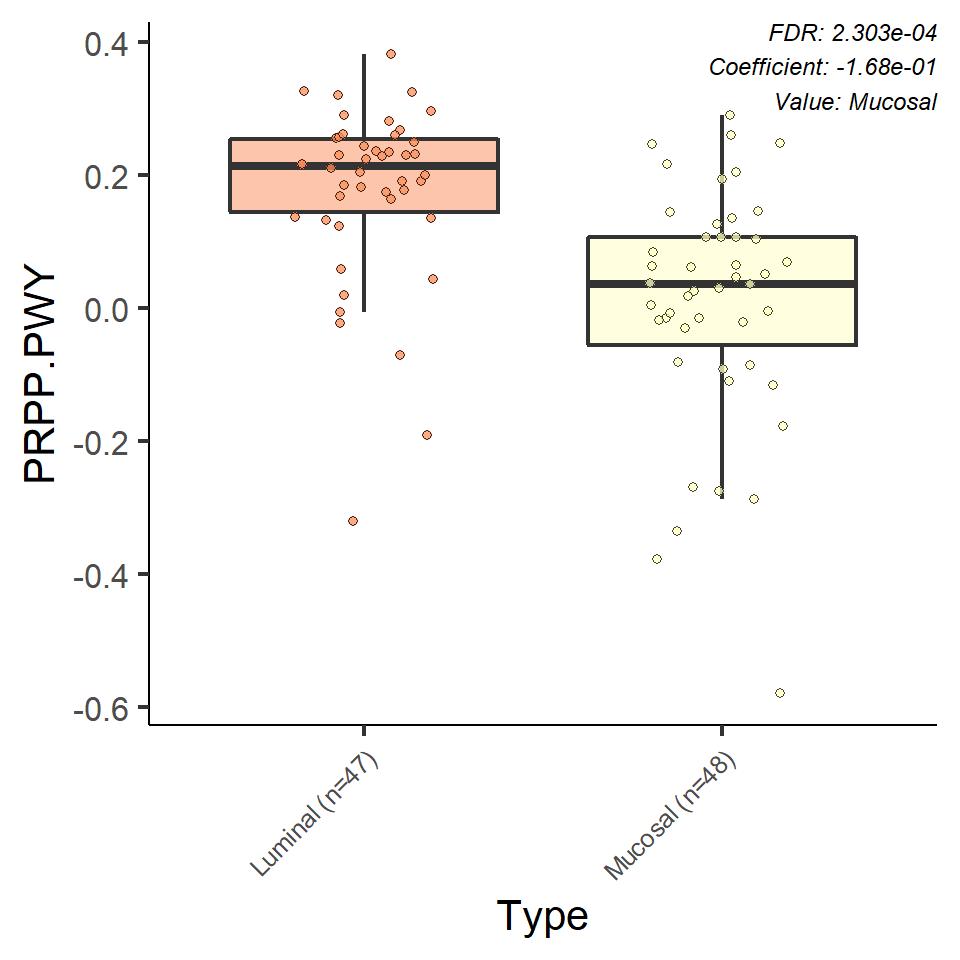 FDR: 2.303e-04
Coefficient: -1.68e-01
Value: Mucosal
PRPP.PWY
0.4
0.2
0.0
-0.2
-0.4
-0.6
Luminal (n=47)
Mucosal (n=48)
Type